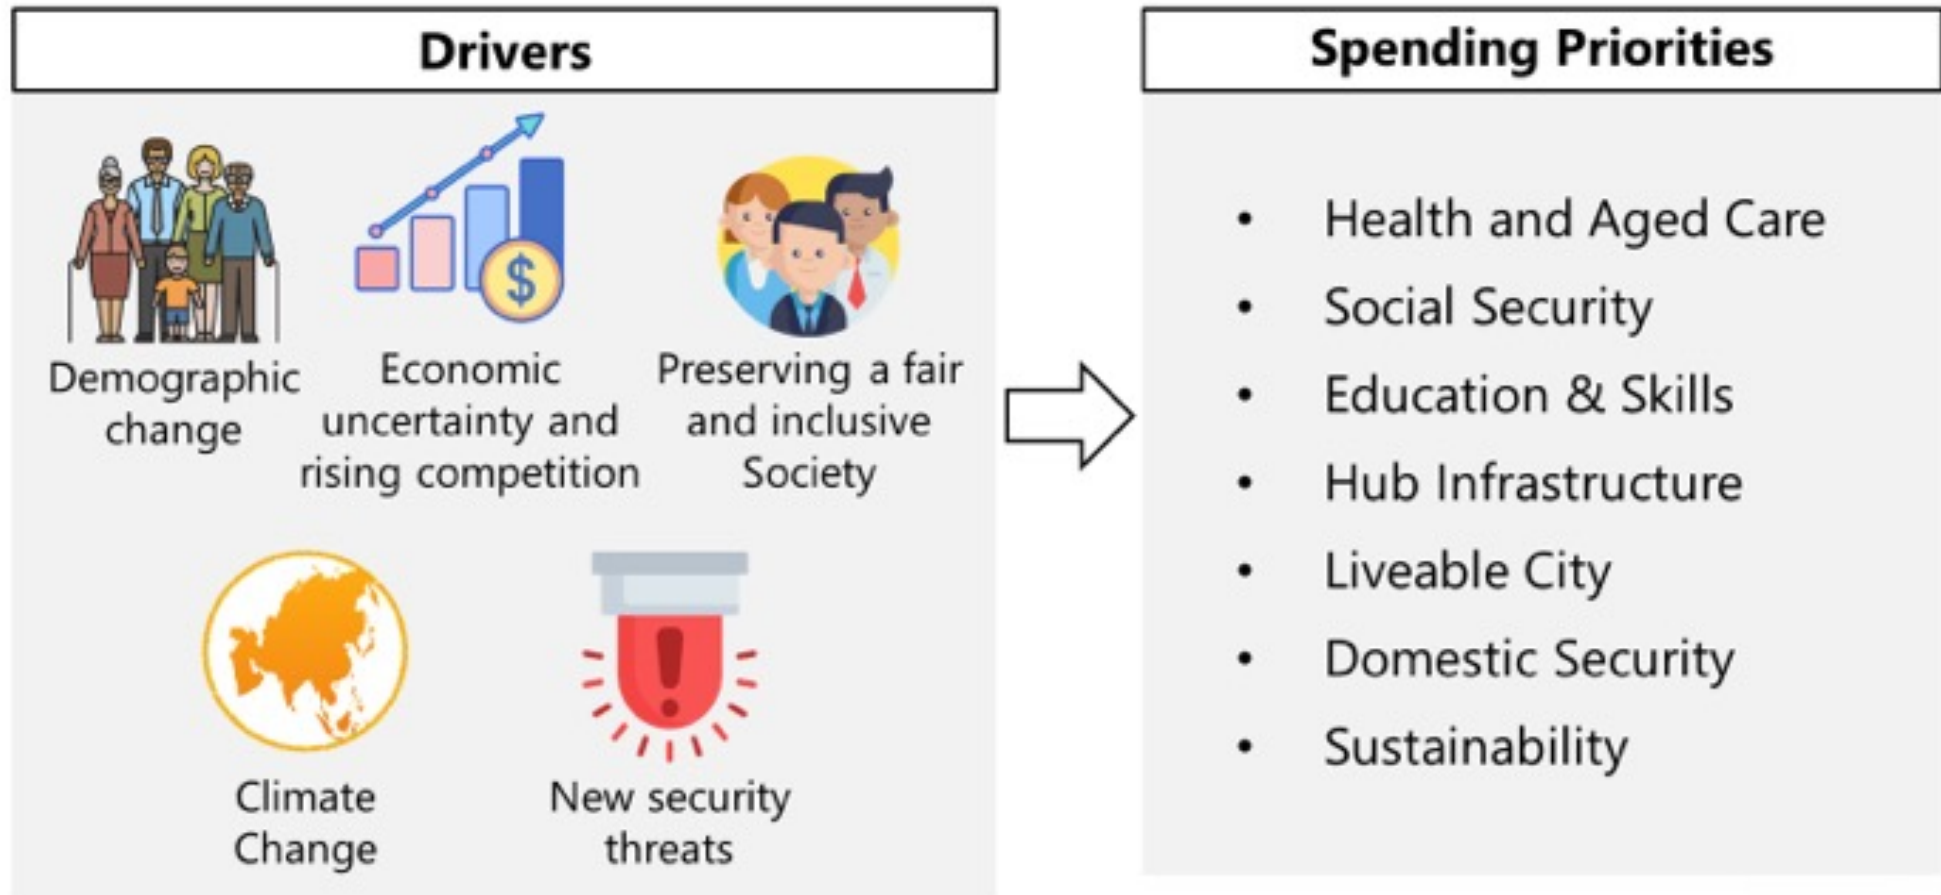 Drivers
Demographic
change
Economic
uncertainty and
rising competition
Preserving a fair
and inclusive
Society
Climate
Change
New security
threats
Spending Priorities
• Health and Aged Care
• Social Security
• Education & Skills
• Hub Infrastructure
• Liveable City
• Domestic Security
• Sustainability